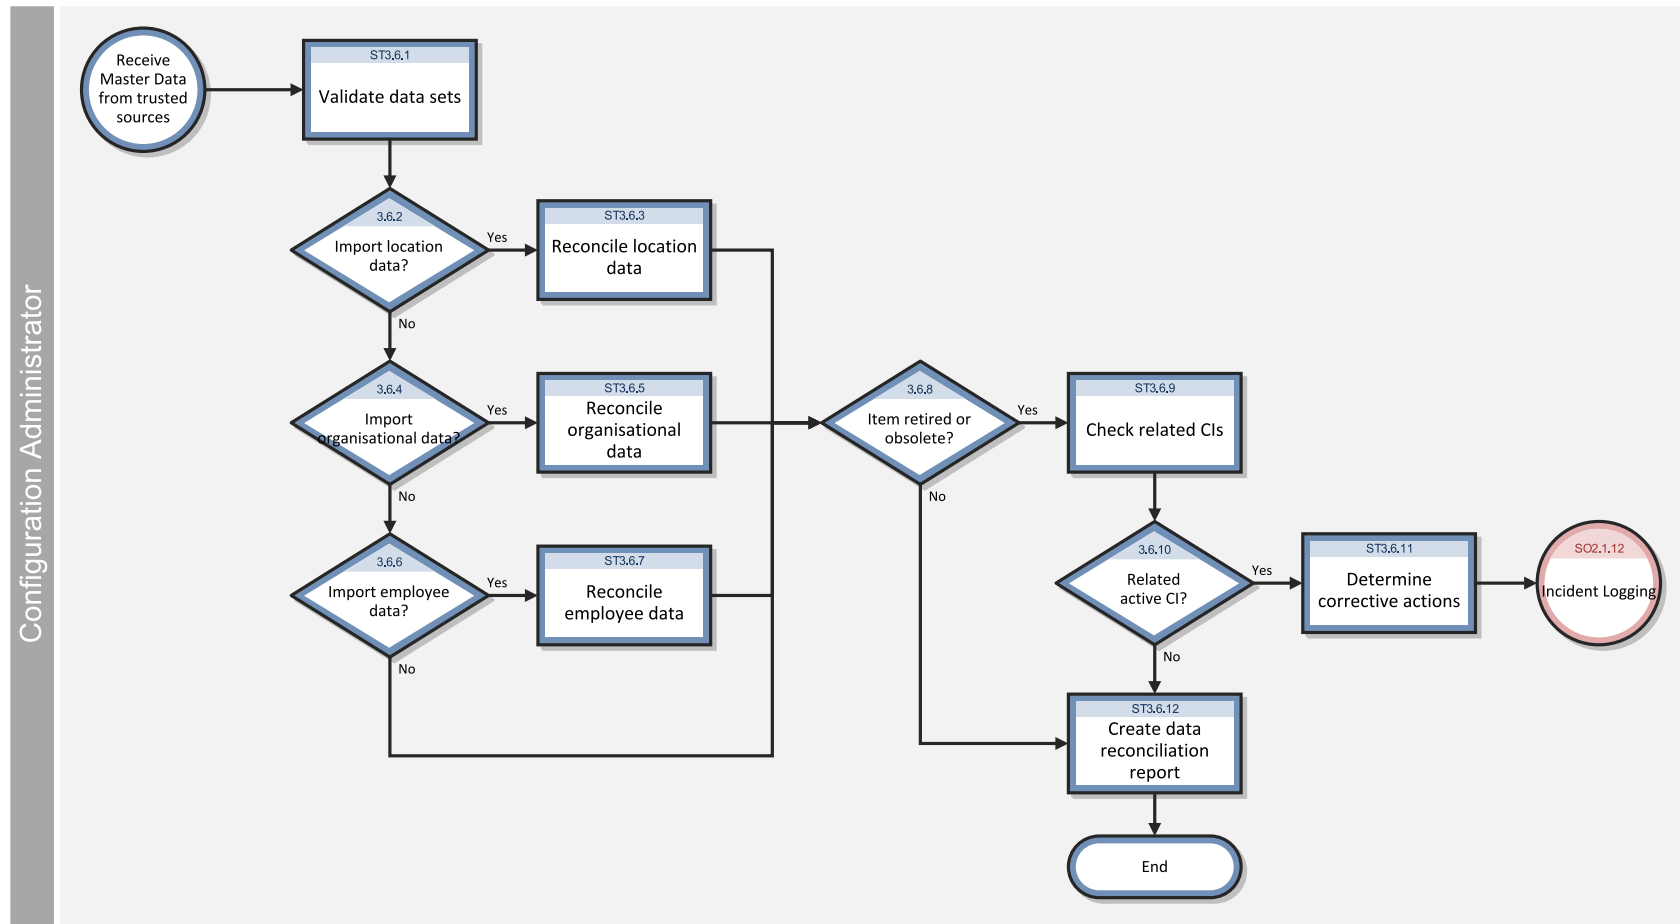 Configuration Administrator
Receive
Master Data
from trusted
sources
ST3.6.1
Validate data sets
3.6.2
Import location
data?
Yes
No
ST3.6.3
Reconcile location
data
3.6.4
Import
organisational data?
Yes
No
ST3.6.5
Reconcile
organisational
data
3.6.6
Import employee
data?
Yes
No
ST3.6.7
Reconcile
employee data
3.6.8
Item retired or
obsolete?
Yes
No
ST3.6.9
Check related CIs
3.6.10
Related
active CI?
Yes
No
ST3.6.11
Determine
corrective actions
SO2.1.12
Incident Logging
ST3.6.12
Create data
reconciliation
report
End